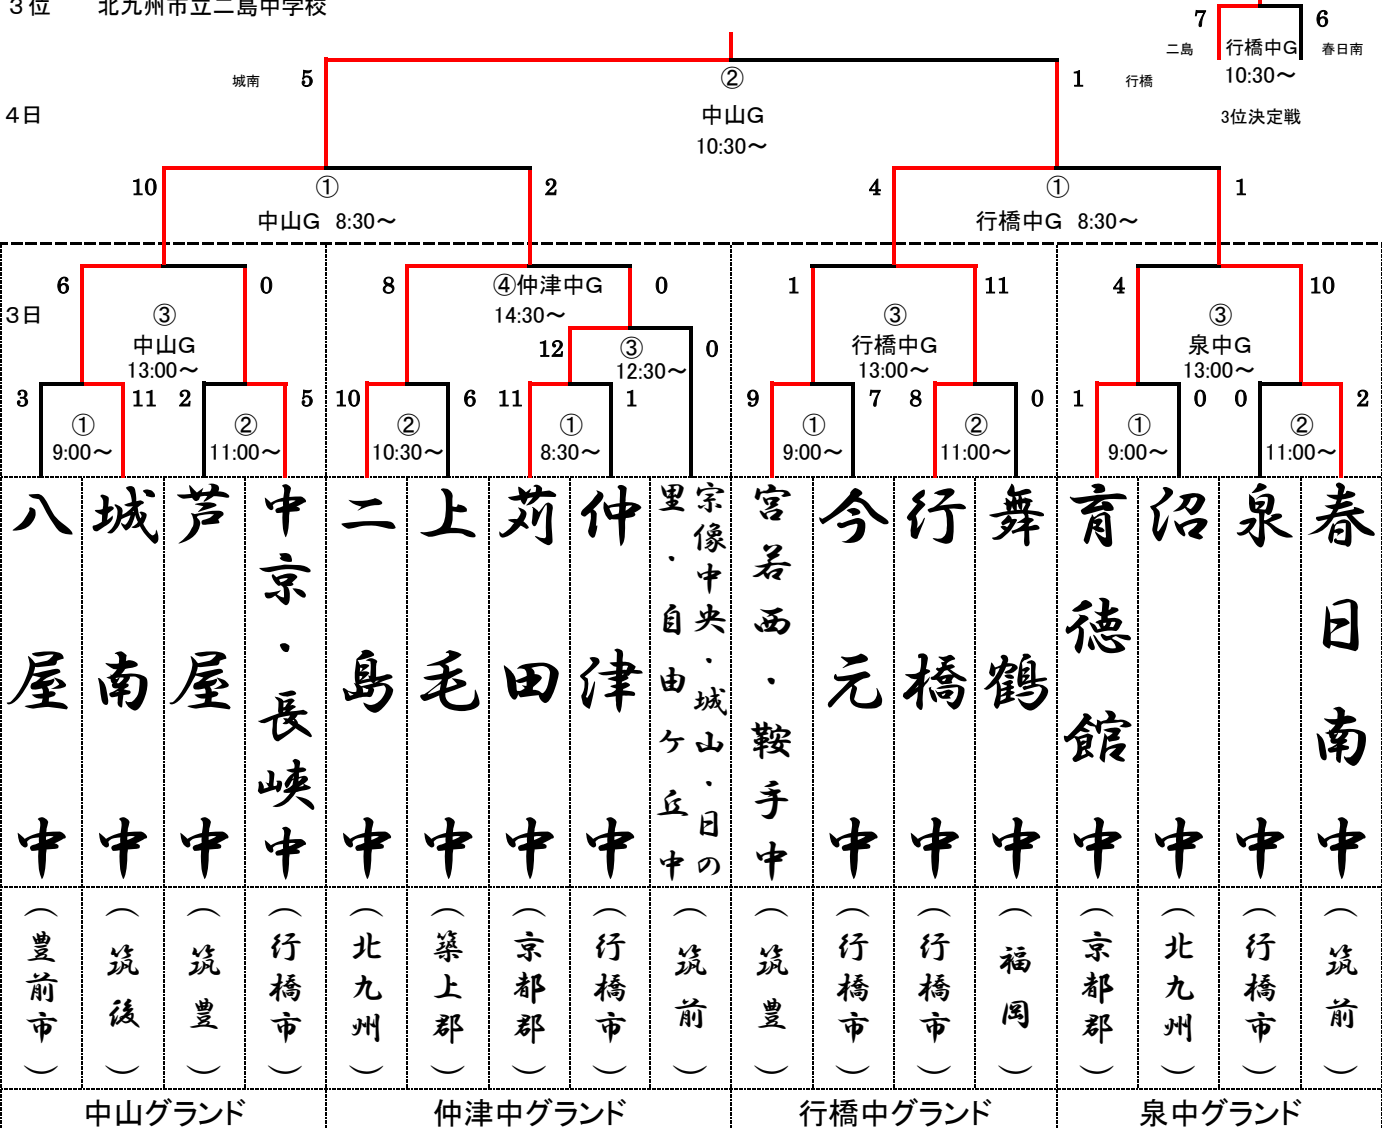 3位 北九州市立二島中学校
7 6
二島 行橋中G 春日南
10:30～
3位決定戦
城南 5 ② 1 行橋
4日
中山G
10:30～
10 ① 2 4 ① 1
中山G 8:30～ 行橋中G 8:30～
6 0 8 ④仲津中G 0 1 11 4 10
3日 ③ 14:30～ ③ ③
中山G 12 ③ 0 行橋中G 泉中G
13:00～ 12:30～ 13:00～ 13:00～
3 11 2 5 10 6 11 1 9 7 8 0 1 0 0 2
① ② ② ① ① ② ① ②
9:00～ 11:00～ 10:30～ 8:30～ 9:00～ 11:00～ 9:00～ 11:00～
八屋中
城南中
芦屋中
中京・長峡中
二島中
上毛中
苅田中
仲津中
宗像中央・城山・日の
里・自由ケ丘中
宮若西・鞍手中
今元中
行橋中
舞鶴中
育徳館中
沼中
泉中
春日南中
（豊前市）
（筑後）
（筑豊）
（行橋市）
（北九州）
（築上郡）
（京都郡）
（行橋市）
（筑前）
（筑豊）
（行橋市）
（行橋市）
（福岡）
（京都郡）
（北九州）
（行橋市）
（筑前）
中山グランド 仲津中グランド 行橋中グランド 泉中グランド